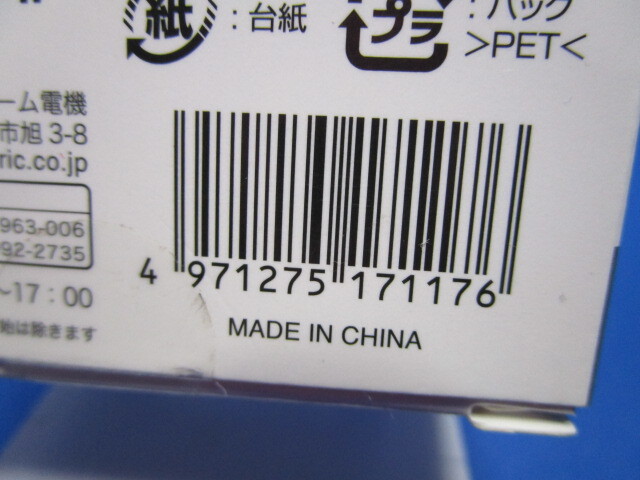 紙 : 台紙
プラ : パック
>PET<
ーム電機
市旭 3-8
ric.co.jp
963-006
92-2735
~17:00
始は除きます
4 971275 171176
MADE IN CHINA